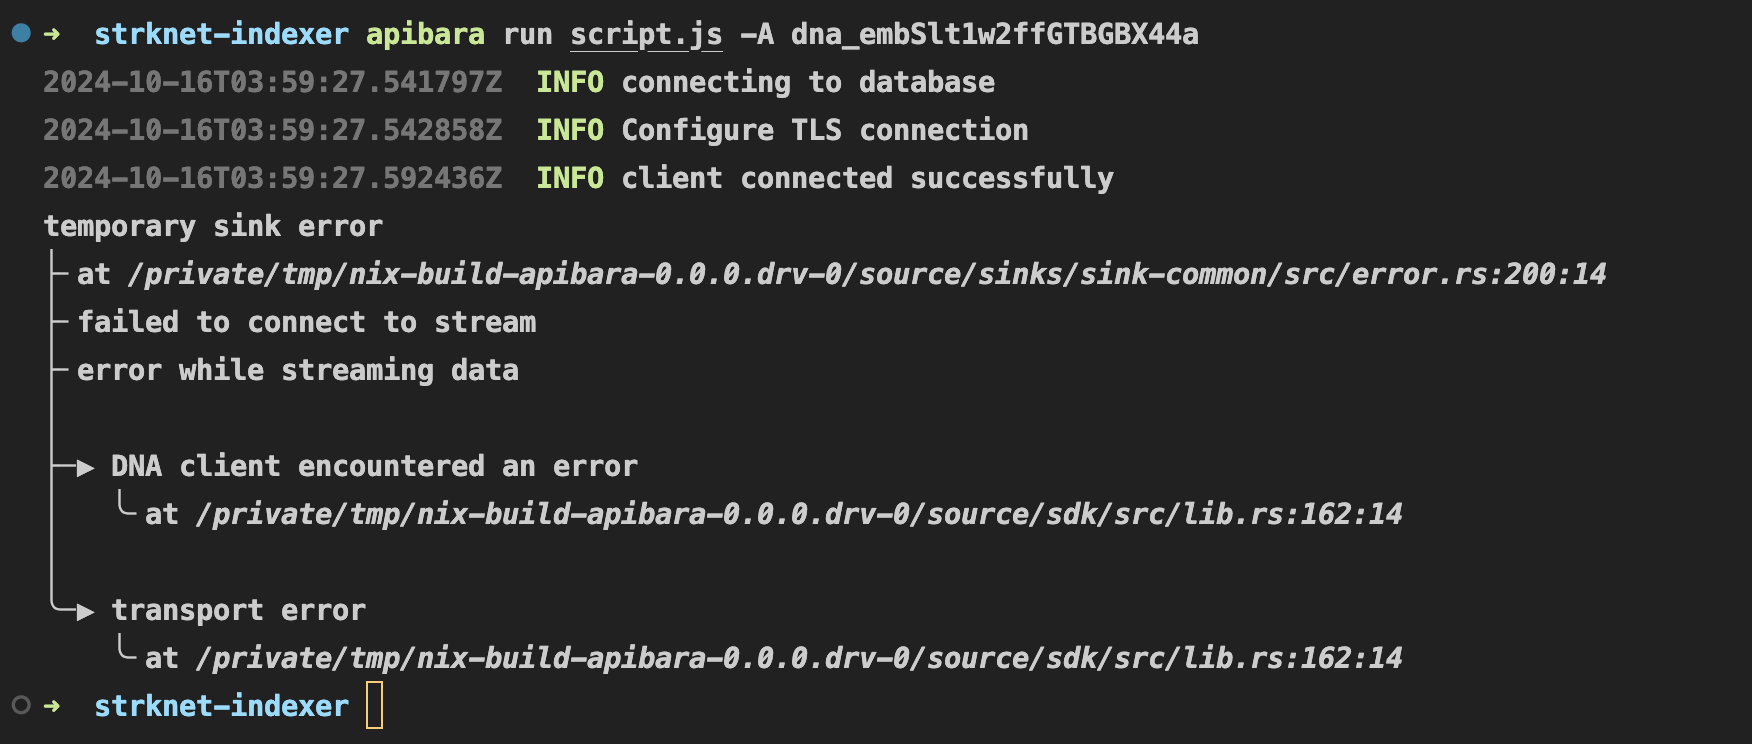 ➜ strknet-indexer apibara run script.js -A dna_embSlt1w2ffGTBGBX44a
2024-10-16T03:59:27.541797Z INFO connecting to database
2024-10-16T03:59:27.542858Z INFO Configure TLS connection
2024-10-16T03:59:27.592436Z INFO client connected successfully
temporary sink error
├─ at /private/tmp/nix-build-apibara-0.0.0.drv-0/source/sinks/sink-common/src/error.rs:200:14
├─ failed to connect to stream
├─ error while streaming data
├─▶ DNA client encountered an error
│   ╰─ at /private/tmp/nix-build-apibara-0.0.0.drv-0/source/sdk/src/lib.rs:162:14
╰─▶ transport error
    ╰─ at /private/tmp/nix-build-apibara-0.0.0.drv-0/source/sdk/src/lib.rs:162:14
➜ strknet-indexer